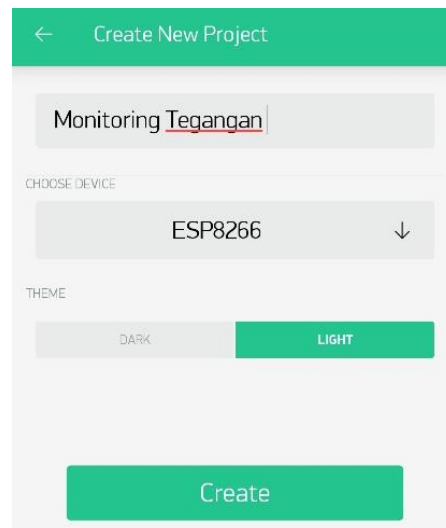 ← Create New Project
Monitoring Tegangan
CHOOSE DEVICE
ESP8266 ↓
THEME
DARK LIGHT
Create